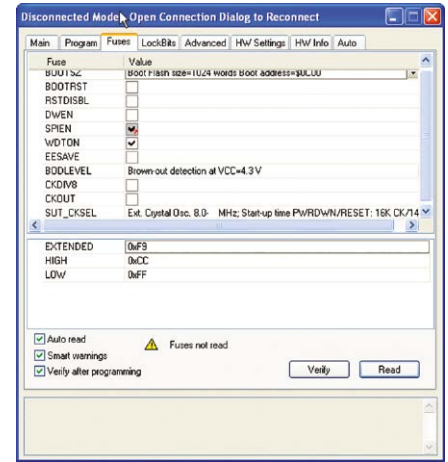 Disconnected Mode. Open Connection Dialog to Reconnect
Main Program Fuses LockBits Advanced HW Settings HW Info Auto
Fuse Value
BOOTSZ Boot Flash size=1024 words Boot address=$0C00
BOOTRST
RSTDISBL
DWEN
SPIEN
WDTON
EESAVE
BODLEVEL Brown-out detection at VCC=4.3 V
CKDIV8
CKOUT
SUT_CKSEL Ext. Crystal Osc. 8.0- MHz; Start-up time PWRDWN/RESET: 16K CK/14
EXTENDED 0xF9
HIGH 0xCC
LOW 0xFF
Auto read
Fuses not read
Smart warnings
Verify after programming
Verify Read